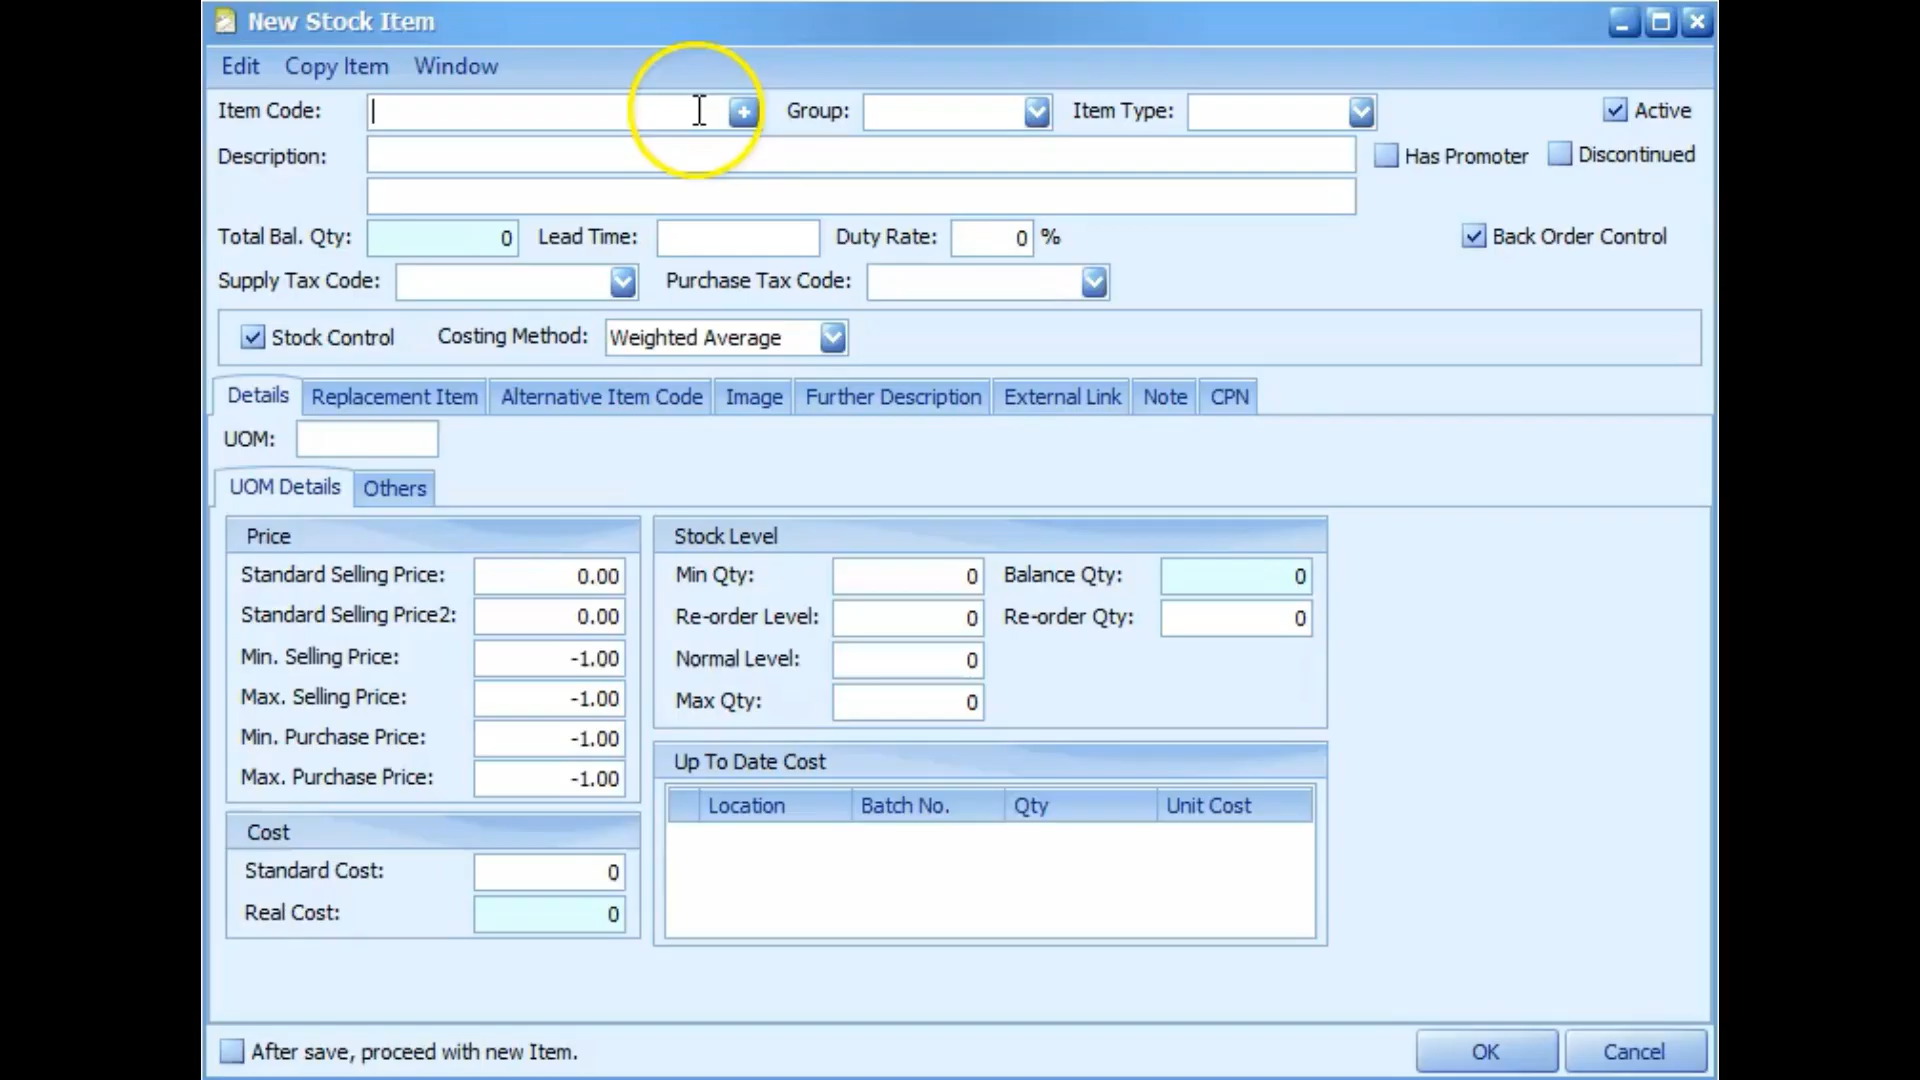 New Stock Item
Edit Copy Item Window
Item Code: Group: Item Type: Active
Description: Has Promoter Discontinued
Total Bal. Qty: 0 Lead Time: Duty Rate: 0 % Back Order Control
Supply Tax Code: Purchase Tax Code:
Stock Control Costing Method: Weighted Average
Details Replacement Item Alternative Item Code Image Further Description External Link Note CPN
UOM:
UOM Details Others
Price
Standard Selling Price: 0.00
Standard Selling Price2: 0.00
Min. Selling Price: -1.00
Max. Selling Price: -1.00
Min. Purchase Price: -1.00
Max. Purchase Price: -1.00
Cost
Standard Cost: 0
Real Cost: 0
Stock Level
Min Qty: 0 Balance Qty: 0
Re-order Level: 0 Re-order Qty: 0
Normal Level: 0
Max Qty: 0
Up To Date Cost
Location Batch No. Qty Unit Cost
After save, proceed with new Item. OK Cancel